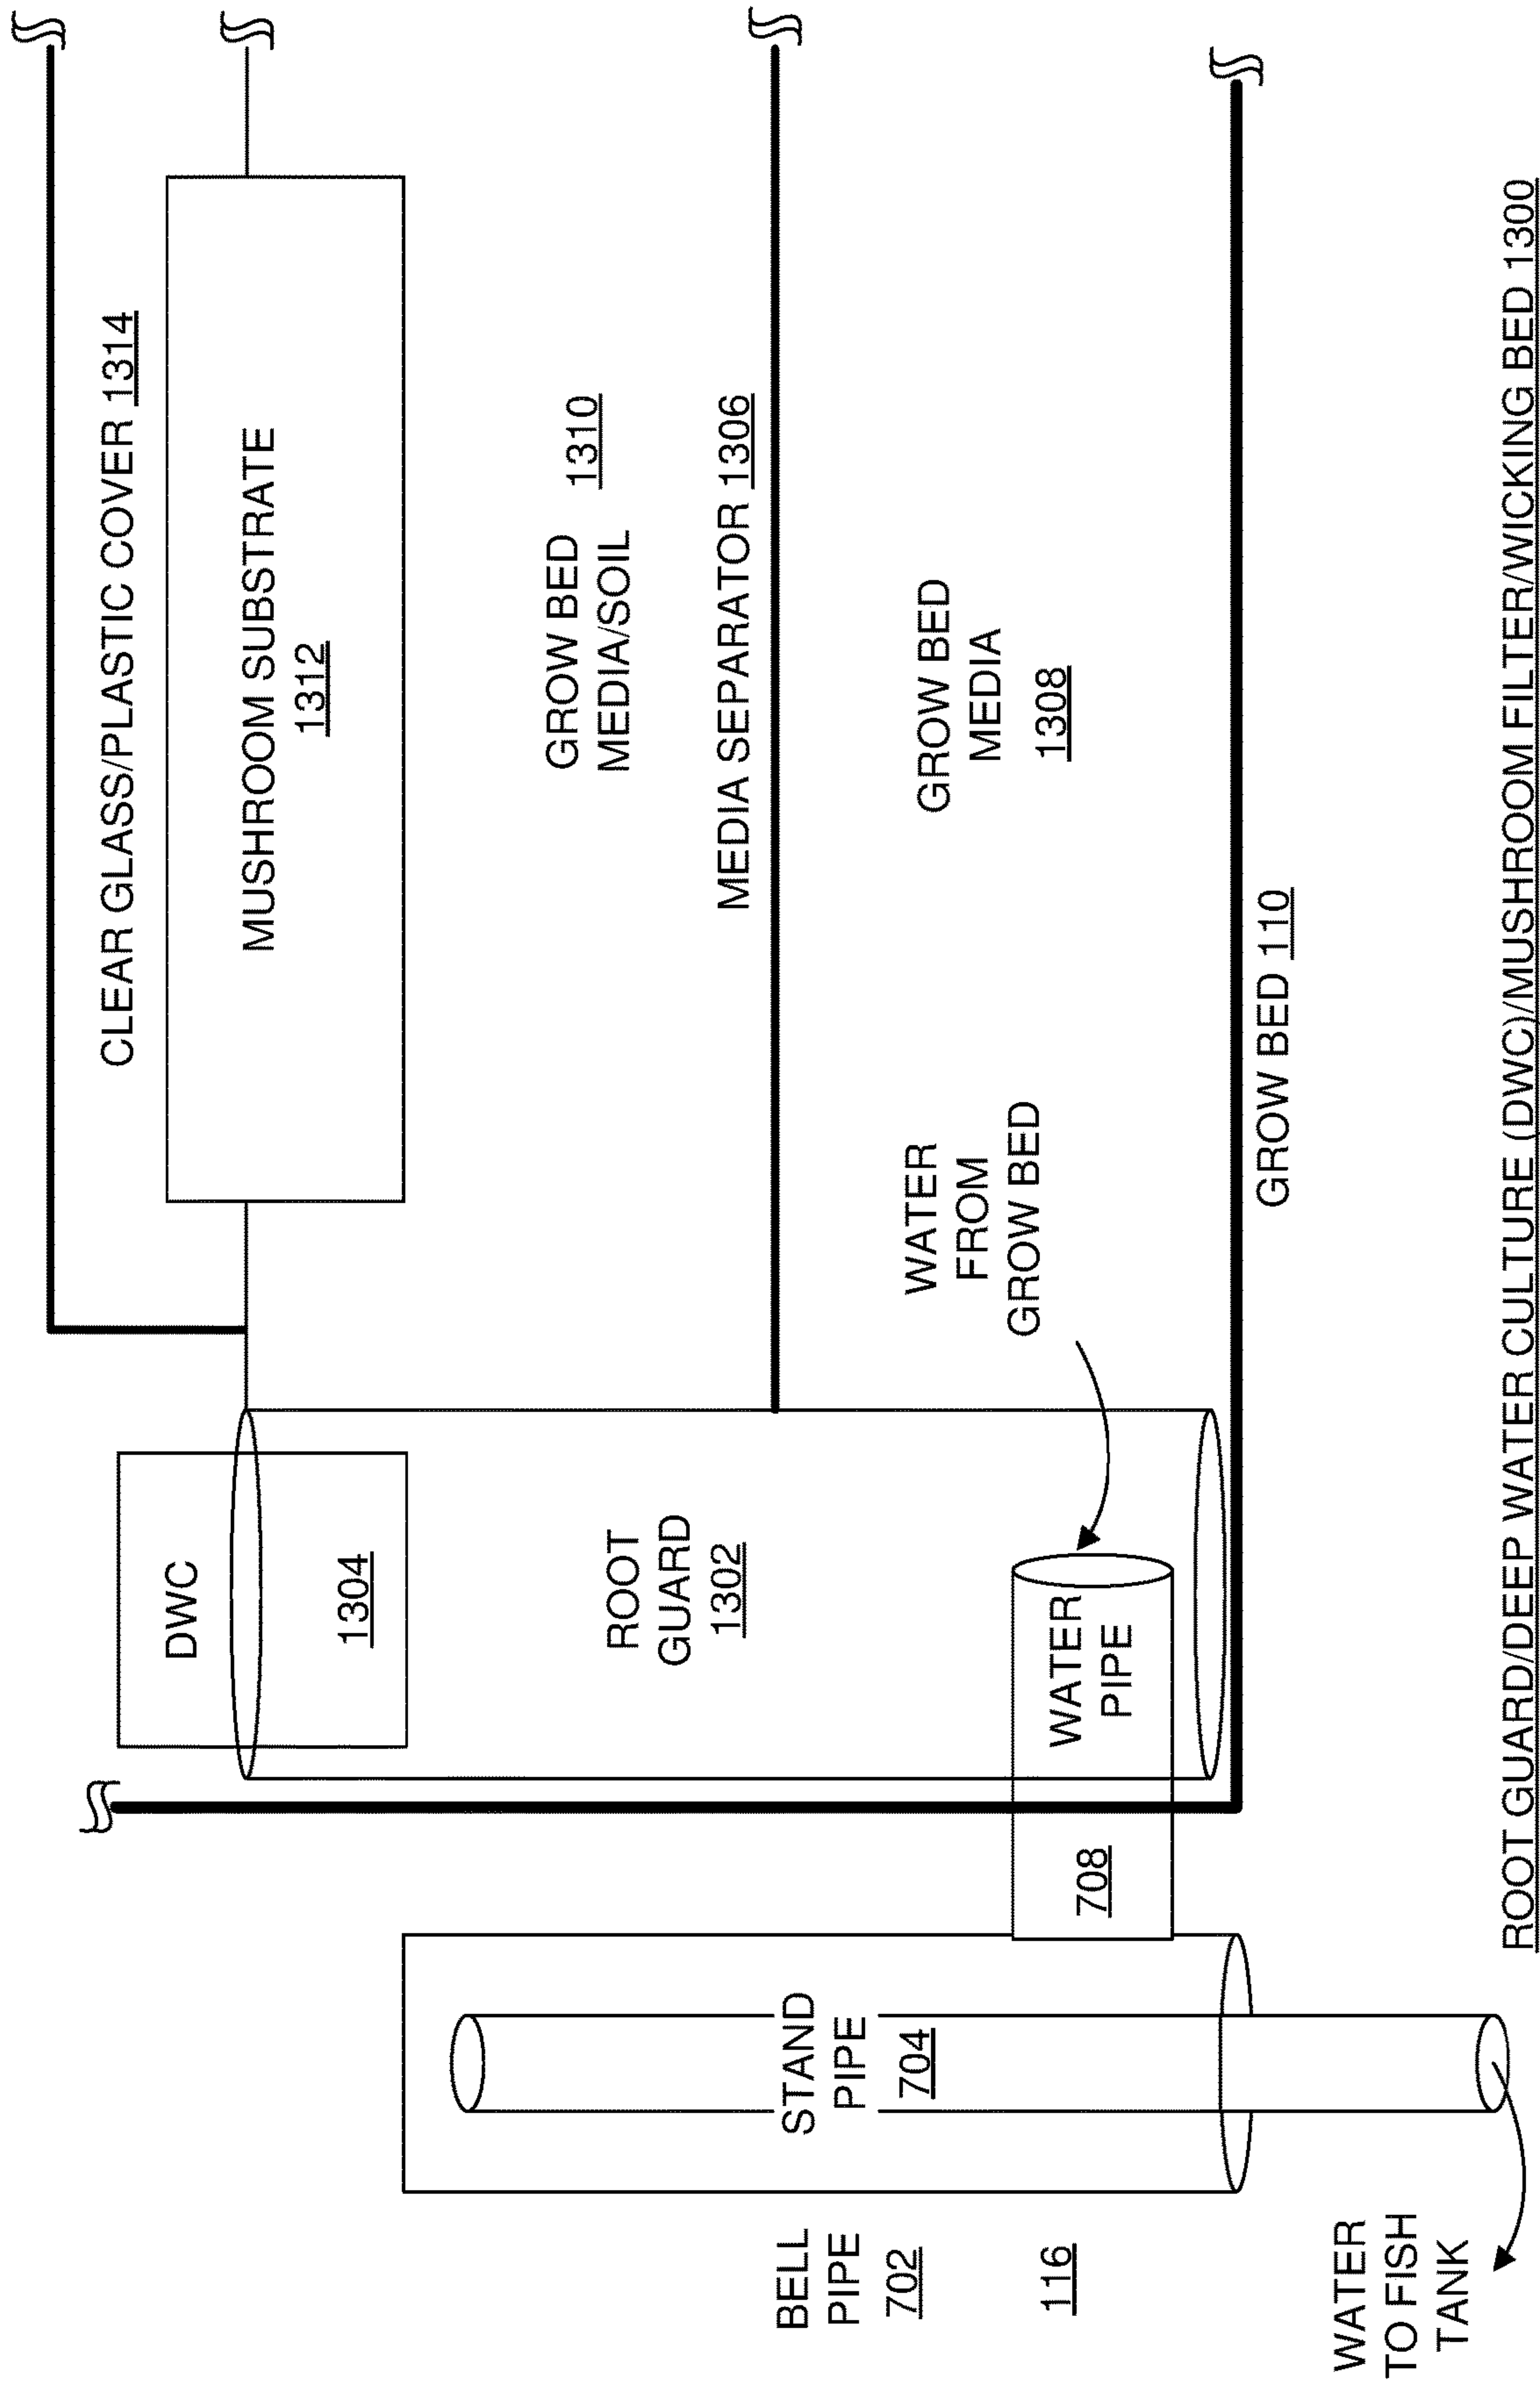 CLEAR GLASS/PLASTIC COVER 1314
DWC
1304
MUSHROOM SUBSTRATE
1312
GROW BED
MEDIA/SOIL
1310
ROOT
GUARD
1302
MEDIA SEPARATOR 1306
BELL
PIPE
702
116
STAND
PIPE
704
WATER
FROM
GROW BED
GROW BED
MEDIA
1308
WATER
PIPE
708
GROW BED 110
WATER
TO FISH
TANK
ROOT GUARD/DEEP WATER CULTURE (DWC)/MUSHROOM FILTER/WICKING BED 1300